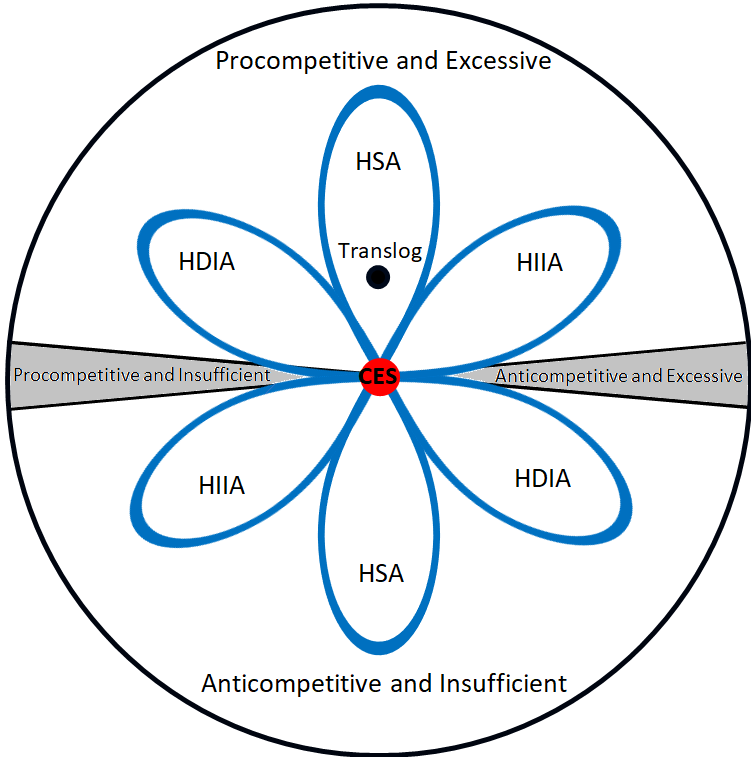 Procompetitive and Excessive
HSA
Translog
HDIA
HIIA
Procompetitive and Insufficient
CES
Anticompetitive and Excessive
HIIA
HDIA
HSA
Anticompetitive and Insufficient